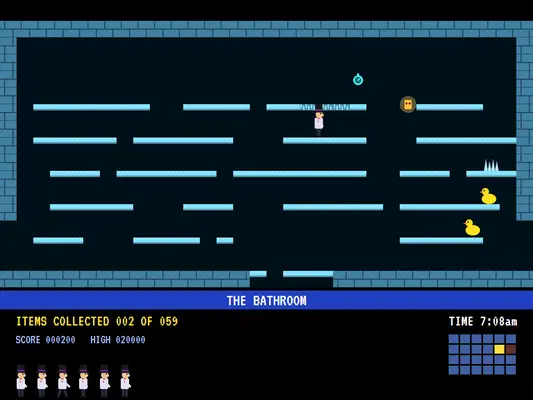 THE BATHROOM
ITEMS COLLECTED 002 OF 059
TIME 7:08am
SCORE 000200 HIGH 020000